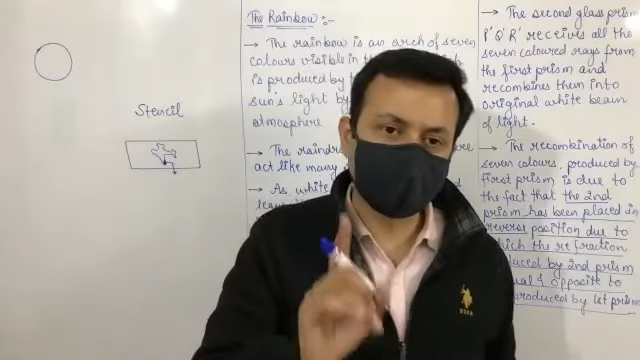 Stencil
The Rainbow :-
→ The rainbow is an arch of seven
colours visible in
is produced by
sun's light by
atmosphere
→ The
act like many
→ As white
→ The second glass prism
P'Q'R' receives all the
seven coloured rays from
the first prism and
recombines them into
original white beam
of light.
→ The recombination of
seven colours, produced by
first prism is due to
the fact that the 2nd
prism has been placed in
reverse position due to
which the refraction
by 2nd prism
& opposite to
produced by 1st prism